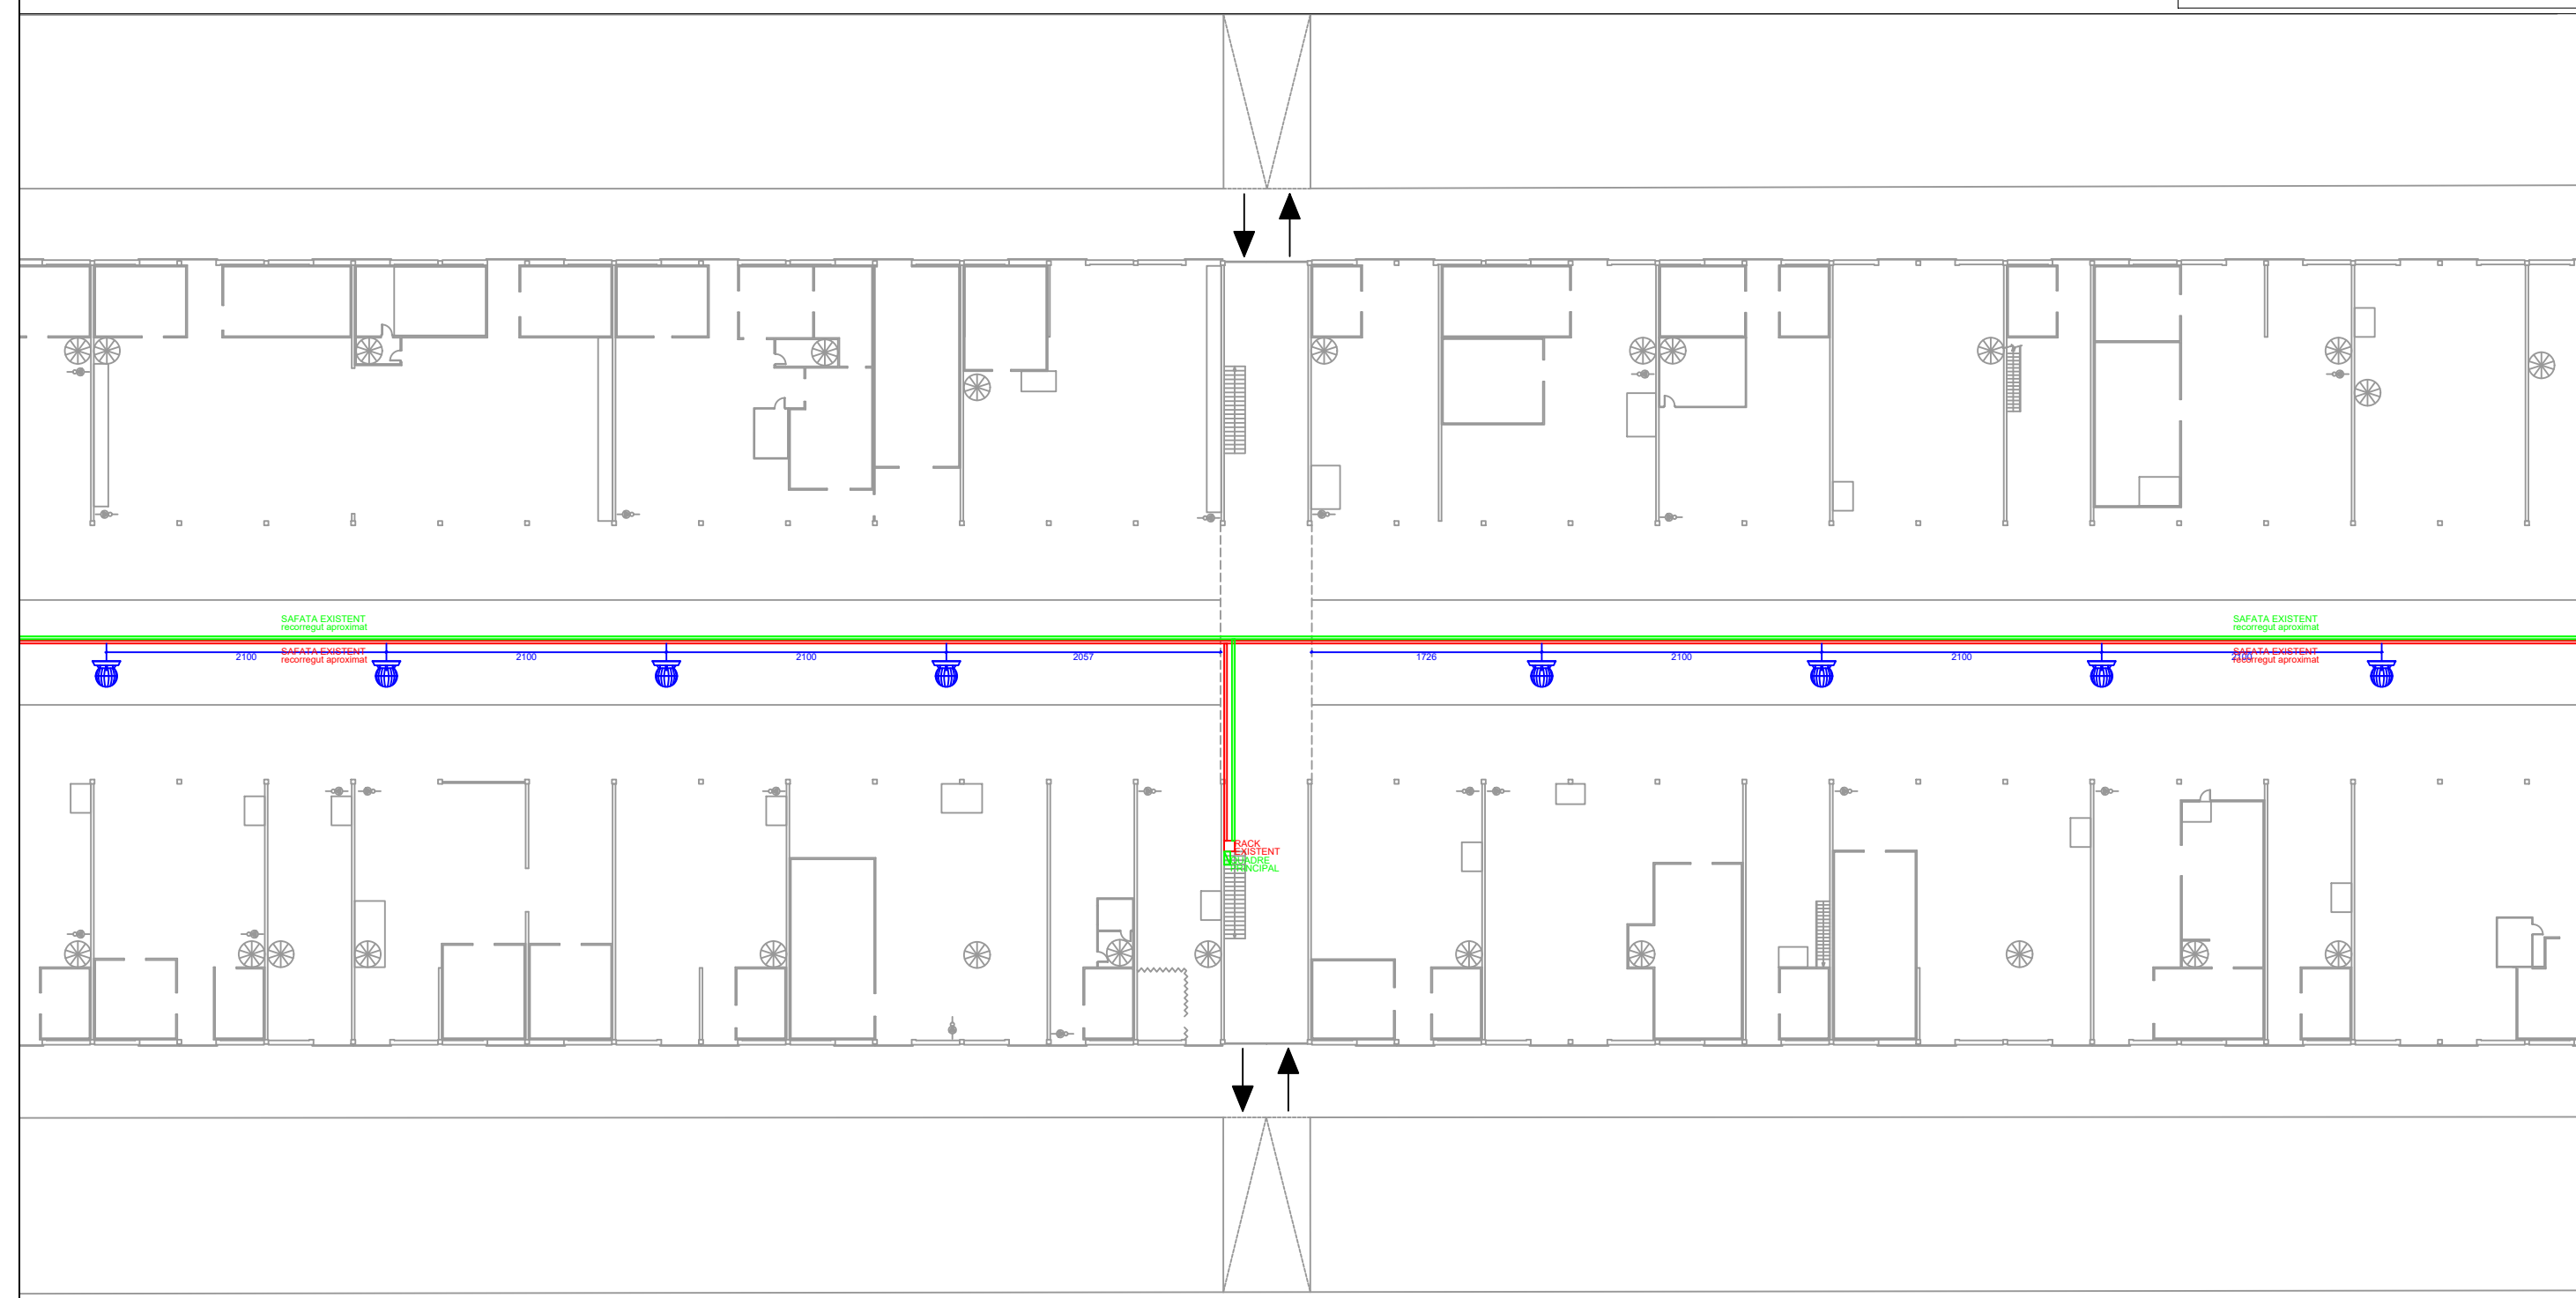 SAFATA EXISTENT
recorregut aproximat
SAFATA EXISTENT
recorregut aproximat
SAFATA EXISTENT
recorregut aproximat
SAFATA EXISTENT
recorregut aproximat
2100
2100
2100
2057
1726
2100
2100
2100
RACK
EXISTENT
QUADRE
PRINCIPAL